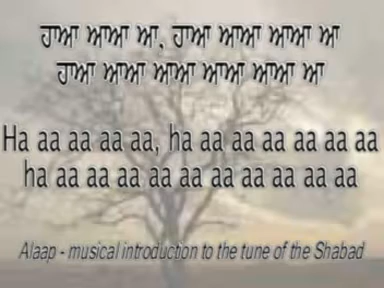 ਹਾਆ ਆਆ ਆ, ਹਾਆ ਆਆ ਆਆ ਆ
ਹਾਆ ਆਆ ਆਆ ਆਆ ਆਆ ਆ
Ha aa aa aa aa, ha aa aa aa aa aa aa
ha aa aa aa aa aa aa aa aa aa aa
Alaap - musical introduction to the tune of the Shabad